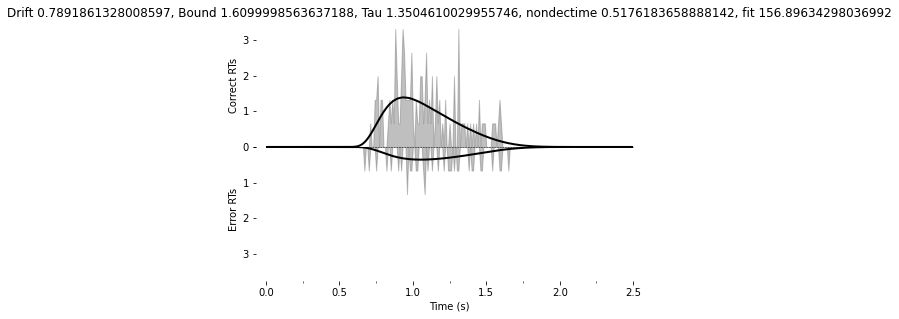 Drift 0.7891861328008597, Bound 1.6099998563637188, Tau 1.3504610029955746, nondectime 0.5176183658888142, fit 156.89634298036992
3
2
1
0
1
2
3
Correct RTs
Error RTs
0.0 0.5 1.0 1.5 2.0 2.5
Time (s)